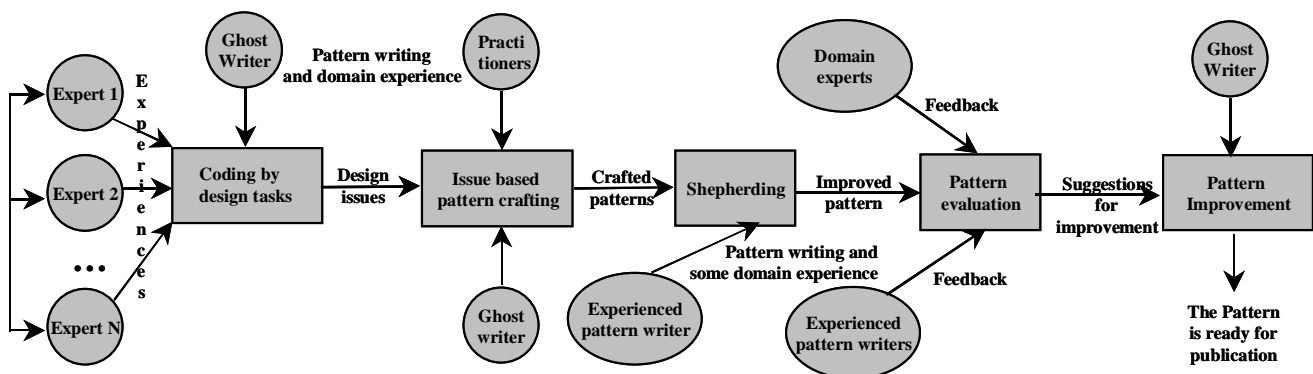 Ghost
Writer
Pattern writing
and domain experience
Practi
tioners
Domain
experts
Ghost
Writer
Expert 1
Expert 2
...
Expert N
Experiences
Coding by
design tasks
Design
issues
Issue based
pattern crafting
Crafted
patterns
Shepherding
Improved
pattern
Feedback
Pattern
evaluation
Suggestions
for
improvement
Pattern
Improvement
Ghost
writer
Experienced
pattern writer
Pattern writing and
some domain experience
Feedback
Experienced
pattern writers
The Pattern
is ready for
publication